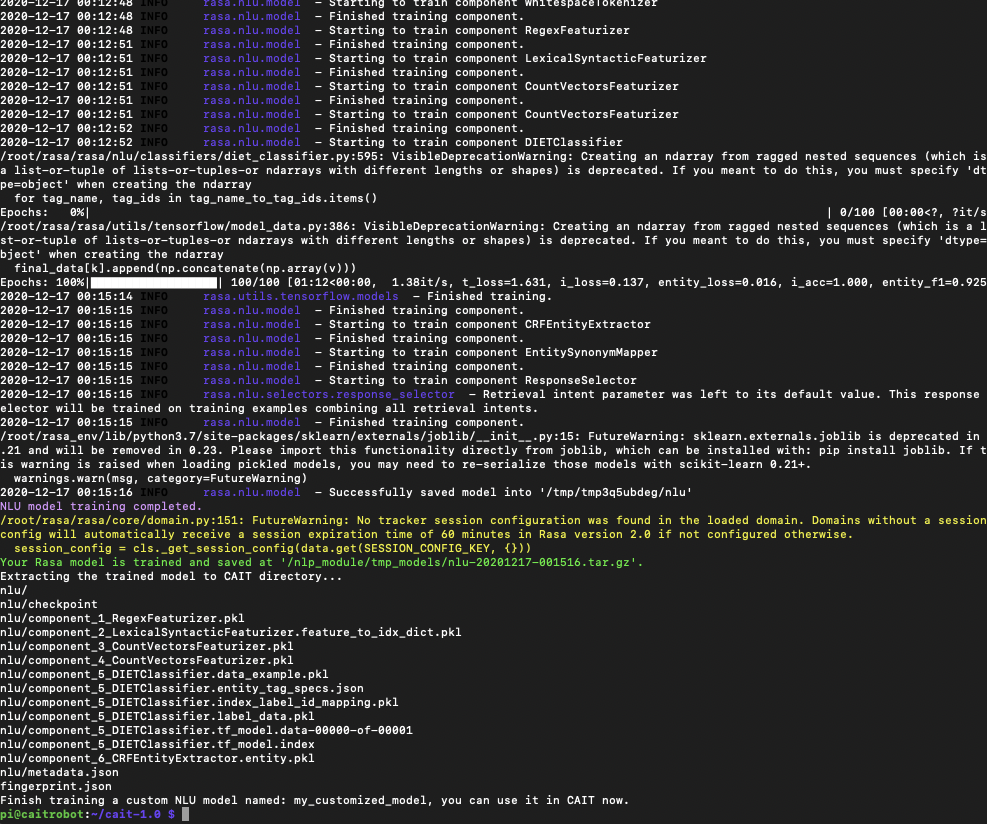 2020-12-17 00:12:48 INFO     rasa.nlu.model  - Starting to train component WhitespaceTokenizer
2020-12-17 00:12:48 INFO     rasa.nlu.model  - Finished training.
2020-12-17 00:12:48 INFO     rasa.nlu.model  - Starting to train component RegexFeaturizer
2020-12-17 00:12:51 INFO     rasa.nlu.model  - Finished training.
2020-12-17 00:12:51 INFO     rasa.nlu.model  - Starting to train component LexicalSyntacticFeaturizer
2020-12-17 00:12:51 INFO     rasa.nlu.model  - Finished training.
2020-12-17 00:12:51 INFO     rasa.nlu.model  - Starting to train component CountVectorsFeaturizer
2020-12-17 00:12:51 INFO     rasa.nlu.model  - Finished training.
2020-12-17 00:12:51 INFO     rasa.nlu.model  - Starting to train component CountVectorsFeaturizer
2020-12-17 00:12:52 INFO     rasa.nlu.model  - Finished training.
2020-12-17 00:12:52 INFO     rasa.nlu.model  - Starting to train component DIETClassifier
/root/rasa/rasa/nlu/classifiers/diet_classifier.py:595: VisibleDeprecationWarning: Creating an ndarray from ragged nested sequences (which is
a list-or-tuple of lists-or-tuples-or ndarrays with different lengths or shapes) is deprecated. If you meant to do this, you must specify 'dt
pe=object' when creating the ndarray
  for tag_name, tag_ids in tag_name_to_tag_ids.items()
Epochs:   0%|          | 0/100 [00:00<?, ?it/s
/root/rasa/rasa/utils/tensorflow/model_data.py:386: VisibleDeprecationWarning: Creating an ndarray from ragged nested sequences (which is a l
st-or-tuple of lists-or-tuples-or ndarrays with different lengths or shapes) is deprecated. If you meant to do this, you must specify 'dtype=
bject' when creating the ndarray
  final_data[k].append(np.concatenate(np.array(v)))
Epochs: 100%|██████████| 100/100 [01:12<00:00,  1.38it/s, t_loss=1.631, i_loss=0.137, entity_loss=0.016, i_acc=1.000, entity_f1=0.925
2020-12-17 00:15:14 INFO     rasa.utils.tensorflow.models  - Finished training.
2020-12-17 00:15:15 INFO     rasa.nlu.model  - Finished training.
2020-12-17 00:15:15 INFO     rasa.nlu.model  - Starting to train component CRFEntityExtractor
2020-12-17 00:15:15 INFO     rasa.nlu.model  - Finished training.
2020-12-17 00:15:15 INFO     rasa.nlu.model  - Starting to train component EntitySynonymMapper
2020-12-17 00:15:15 INFO     rasa.nlu.model  - Finished training.
2020-12-17 00:15:15 INFO     rasa.nlu.model  - Starting to train component ResponseSelector
2020-12-17 00:15:15 INFO     rasa.nlu.selectors.response_selector  - Retrieval intent parameter was left to its default value. This response
elector will be trained on training examples combining all retrieval intents.
2020-12-17 00:15:15 INFO     rasa.nlu.model  - Finished training.
/root/rasa_env/lib/python3.7/site-packages/sklearn/externals/joblib/__init__.py:15: FutureWarning: sklearn.externals.joblib is deprecated in
.21 and will be removed in 0.23. Please import this functionality directly from joblib, which can be installed with: pip install joblib. If t
is warning is raised when loading pickled models, you may need to re-serialize those models with scikit-learn 0.21+.
  warnings.warn(msg, category=FutureWarning)
2020-12-17 00:15:16 INFO     rasa.nlu.model  - Successfully saved model into '/tmp/tmp3q5ubdeg/nlu'
NLU model training completed.
/root/rasa/rasa/core/domain.py:151: FutureWarning: No tracker session configuration was found in the loaded domain. Domains without a session
config will automatically receive a session expiration time of 60 minutes in Rasa version 2.0 if not configured otherwise.
  session_config = cls._get_session_config(data.get(SESSION_CONFIG_KEY, {}))
Your Rasa model is trained and saved at '/nlp_module/tmp_models/nlu-20201217-001516.tar.gz'.
Extracting the trained model to CAIT directory...
nlu/
nlu/checkpoint
nlu/component_1_RegexFeaturizer.pkl
nlu/component_2_LexicalSyntacticFeaturizer.feature_to_idx_dict.pkl
nlu/component_3_CountVectorsFeaturizer.pkl
nlu/component_4_CountVectorsFeaturizer.pkl
nlu/component_5_DIETClassifier.data_example.pkl
nlu/component_5_DIETClassifier.entity_tag_specs.json
nlu/component_5_DIETClassifier.index_label_id_mapping.pkl
nlu/component_5_DIETClassifier.label_data.pkl
nlu/component_5_DIETClassifier.tf_model.data-00000-of-00001
nlu/component_5_DIETClassifier.tf_model.index
nlu/component_6_CRFEntityExtractor.entity.pkl
nlu/metadata.json
fingerprint.json
Finish training a custom NLU model named: my_customized_model, you can use it in CAIT now.
pi@caitrobot:~/cait-1.0 $